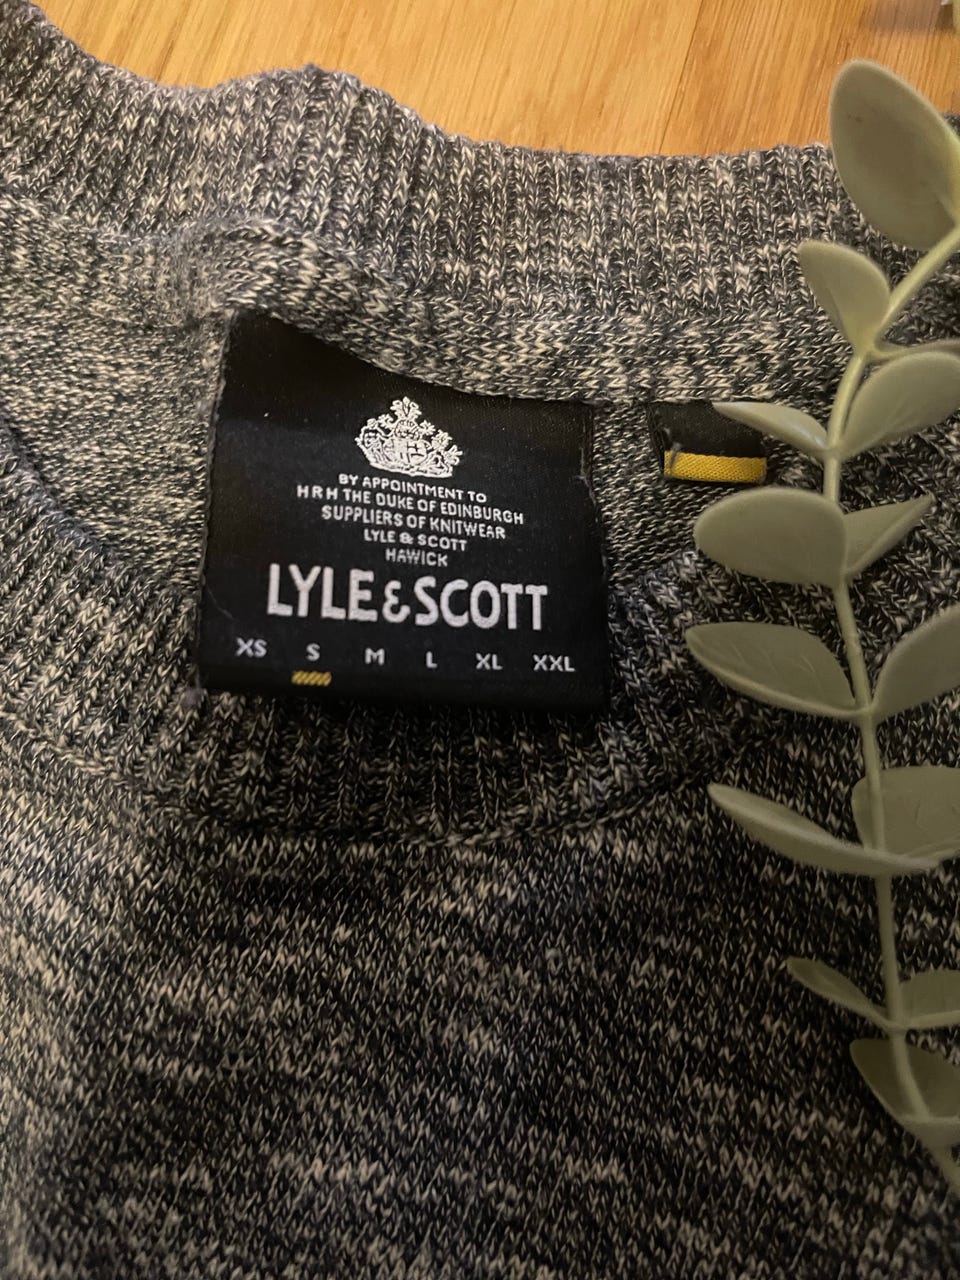 BY APPOINTMENT TO
HRH THE DUKE OF EDINBURGH
SUPPLIERS OF KNITWEAR
LYLE & SCOTT
HAWICK
LYLE & SCOTT
XS S M L XL XXL